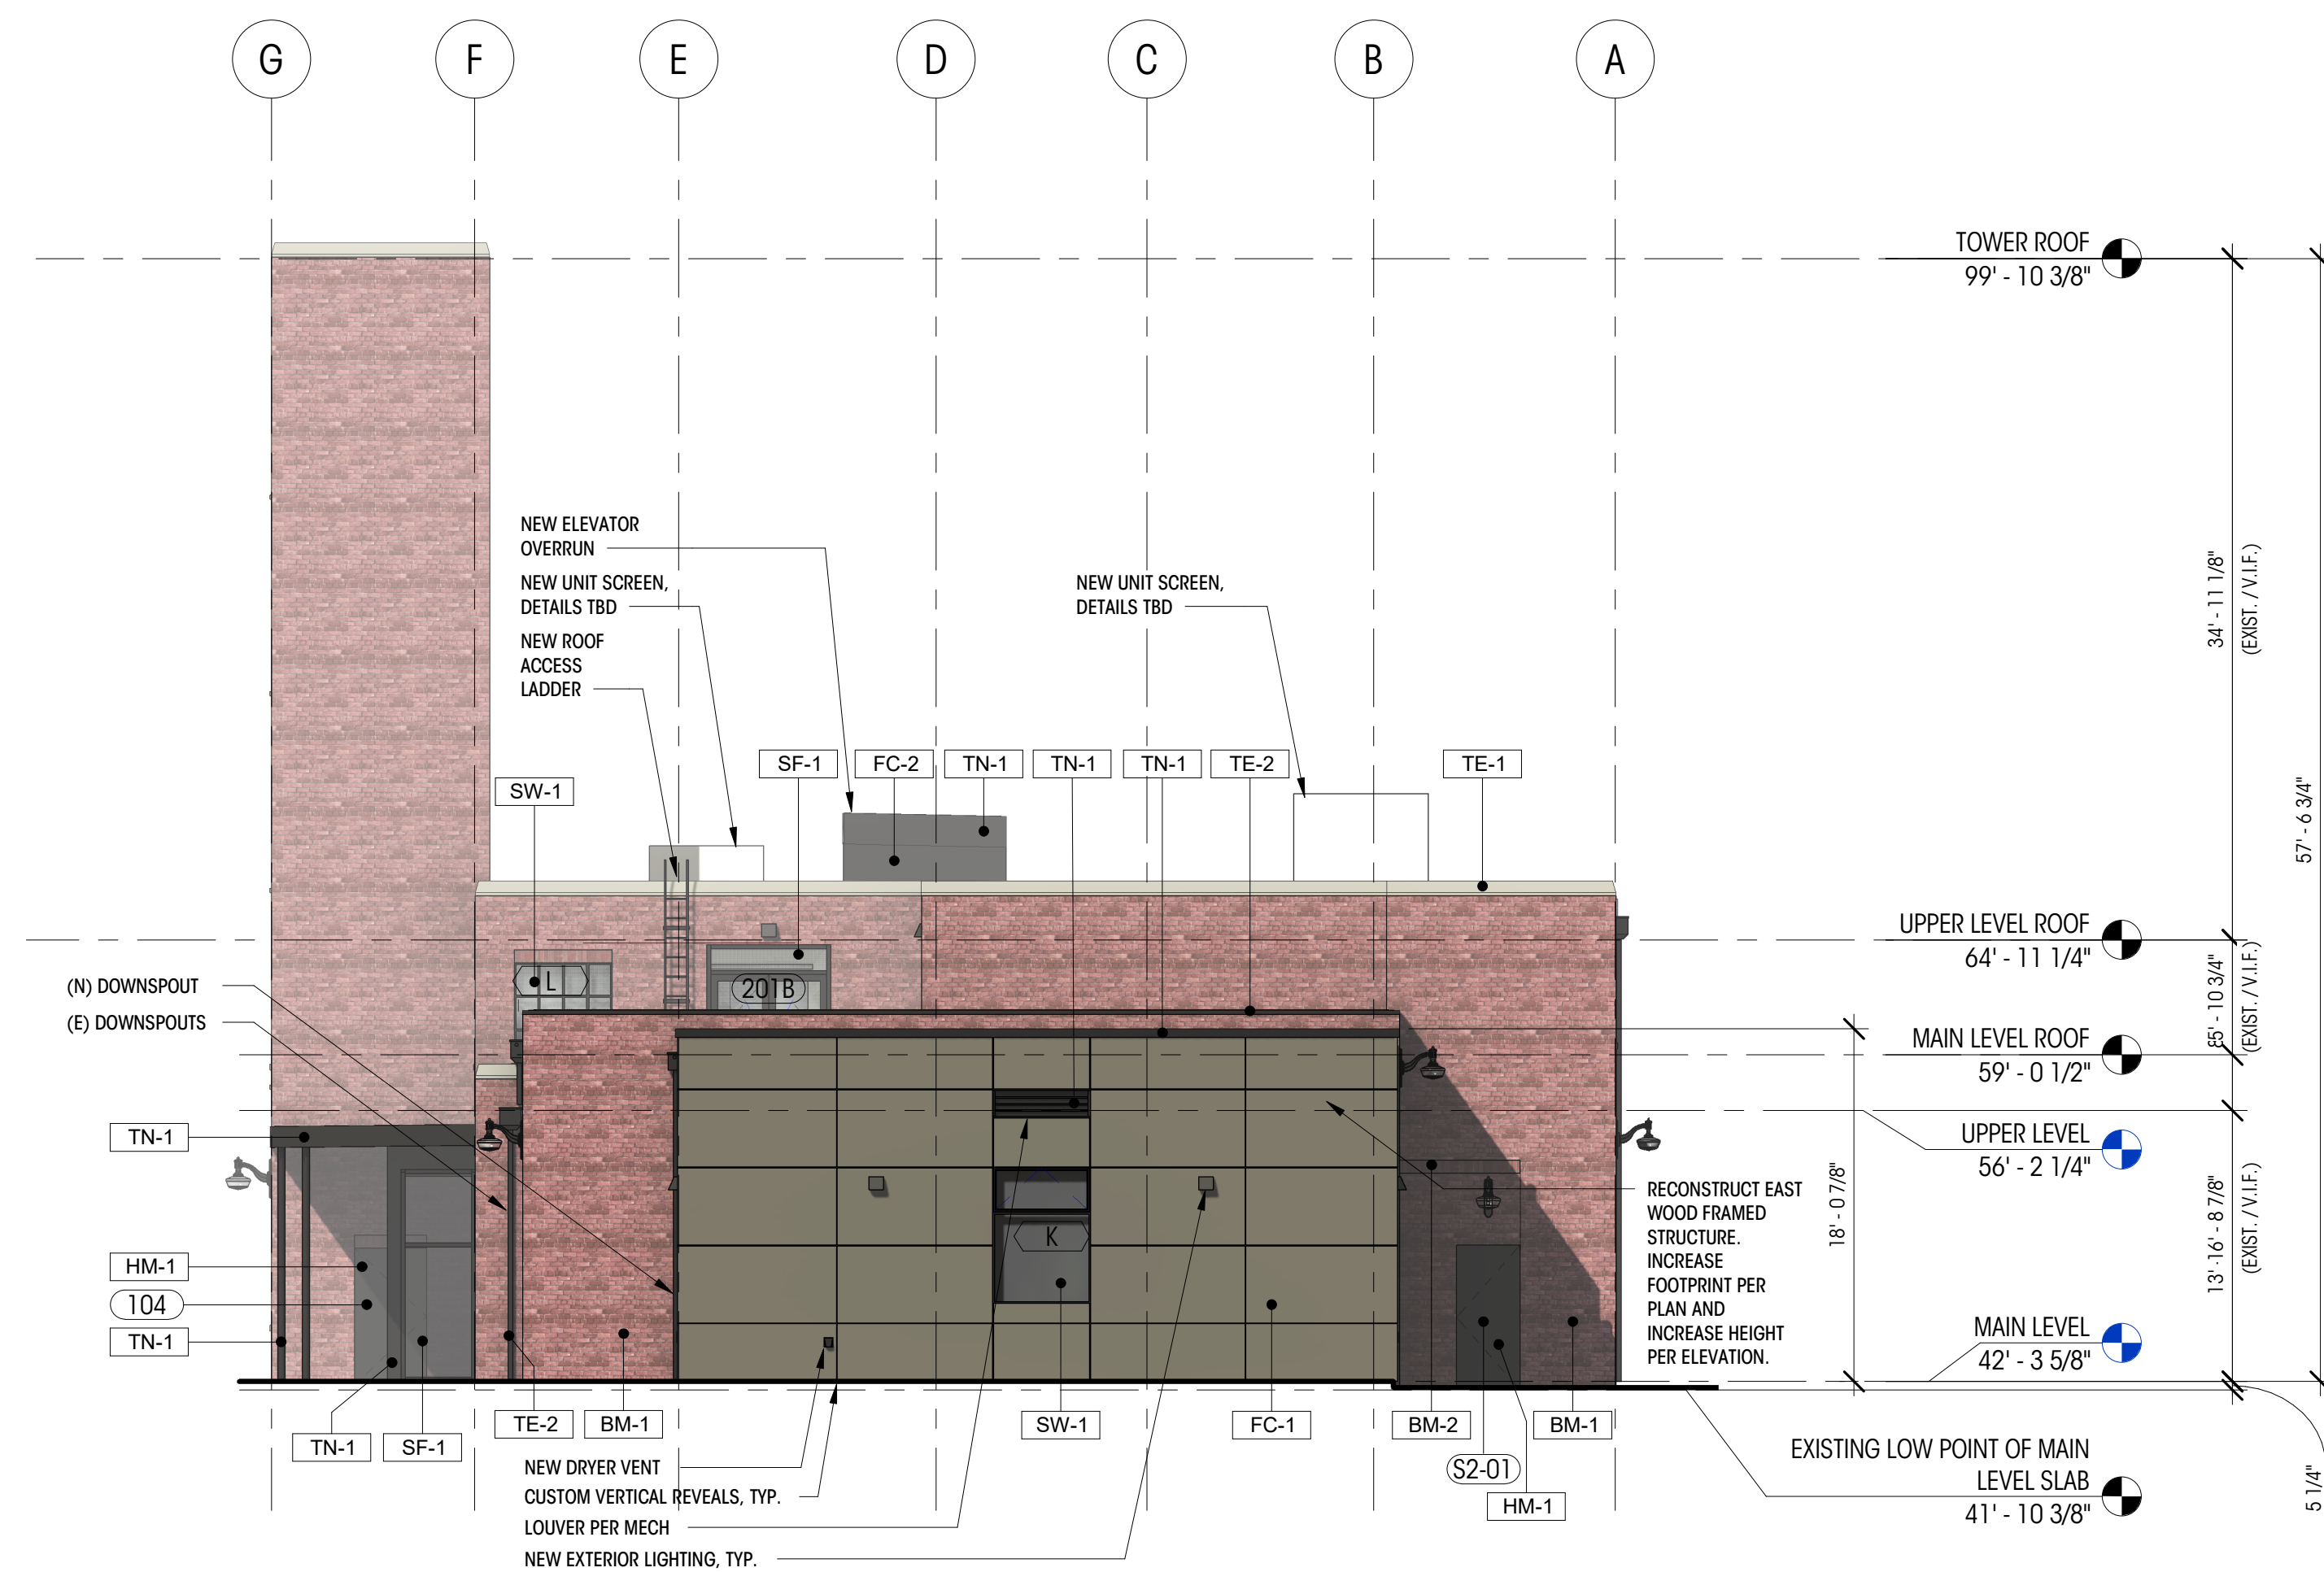 G F E D C B A
TOWER ROOF
99' - 10 3/8"
34' - 11 1/8"
(EXIST. / V.I.F.)
57' - 6 3/4"
NEW ELEVATOR
OVERRUN
NEW UNIT SCREEN,
DETAILS TBD
NEW ROOF
ACCESS
LADDER
NEW UNIT SCREEN,
DETAILS TBD
SW-1
SF-1
FC-2
TN-1
TN-1
TN-1
TE-2
TE-1
UPPER LEVEL ROOF
64' - 11 1/4"
5' - 10 3/4"
(EXIST. / V.I.F.)
(N) DOWNSPOUT
(E) DOWNSPOUTS
L
201B
MAIN LEVEL ROOF
59' - 0 1/2"
TN-1
UPPER LEVEL
56' - 2 1/4"
18' - 0 7/8"
13'
16' - 8 7/8"
(EXIST. / V.I.F.)
RECONSTRUCT EAST
WOOD FRAMED
STRUCTURE.
INCREASE
FOOTPRINT PER
PLAN AND
INCREASE HEIGHT
PER ELEVATION.
K
HM-1
104
TN-1
MAIN LEVEL
42' - 3 5/8"
TN-1
SF-1
TE-2
BM-1
SW-1
FC-1
BM-2
BM-1
S2-01
HM-1
NEW DRYER VENT
CUSTOM VERTICAL REVEALS, TYP.
LOUVER PER MECH
NEW EXTERIOR LIGHTING, TYP.
EXISTING LOW POINT OF MAIN
LEVEL SLAB
41' - 10 3/8"
5 1/4"